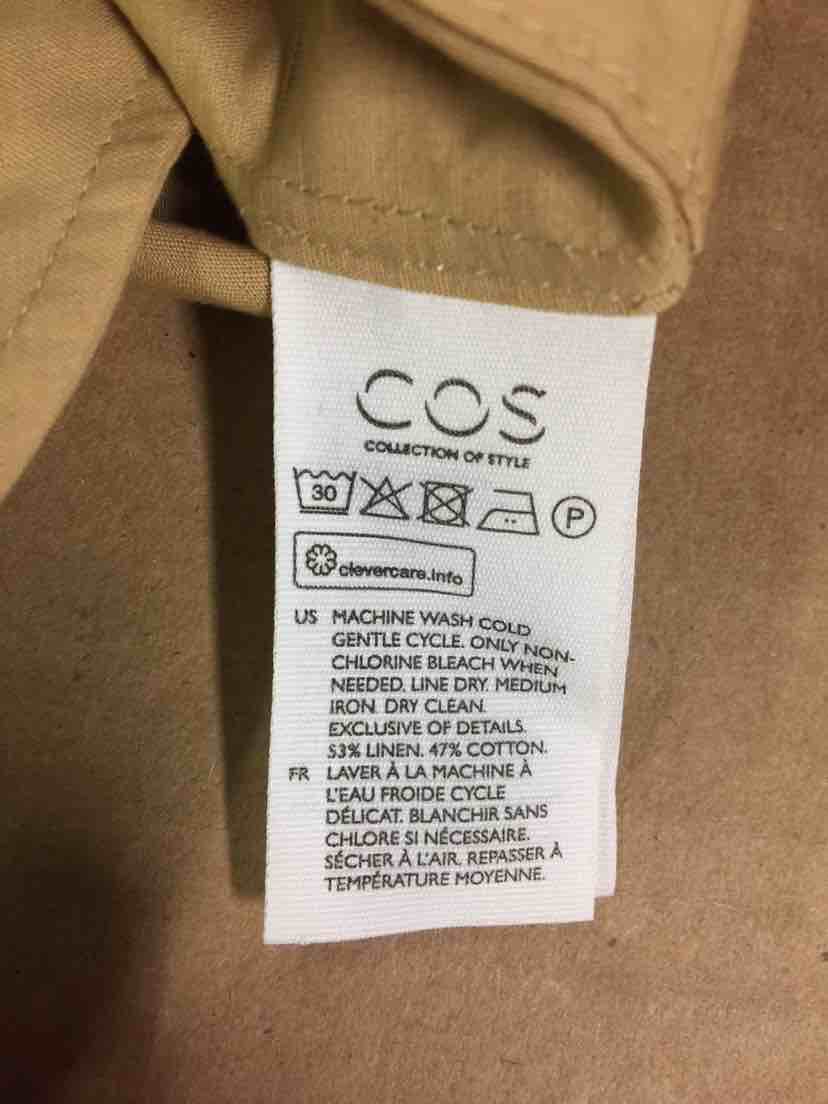 COS
COLLECTION OF STYLE
30
P
clevercare.info
US MACHINE WASH COLD
GENTLE CYCLE. ONLY NON-
CHLORINE BLEACH WHEN
NEEDED. LINE DRY. MEDIUM
IRON. DRY CLEAN.
EXCLUSIVE OF DETAILS.
53% LINEN. 47% COTTON.
FR LAVER À LA MACHINE À
L'EAU FROIDE CYCLE
DÉLICAT. BLANCHIR SANS
CHLORE SI NÉCESSAIRE.
SÉCHER À L'AIR. REPASSER À
TEMPÉRATURE MOYENNE.